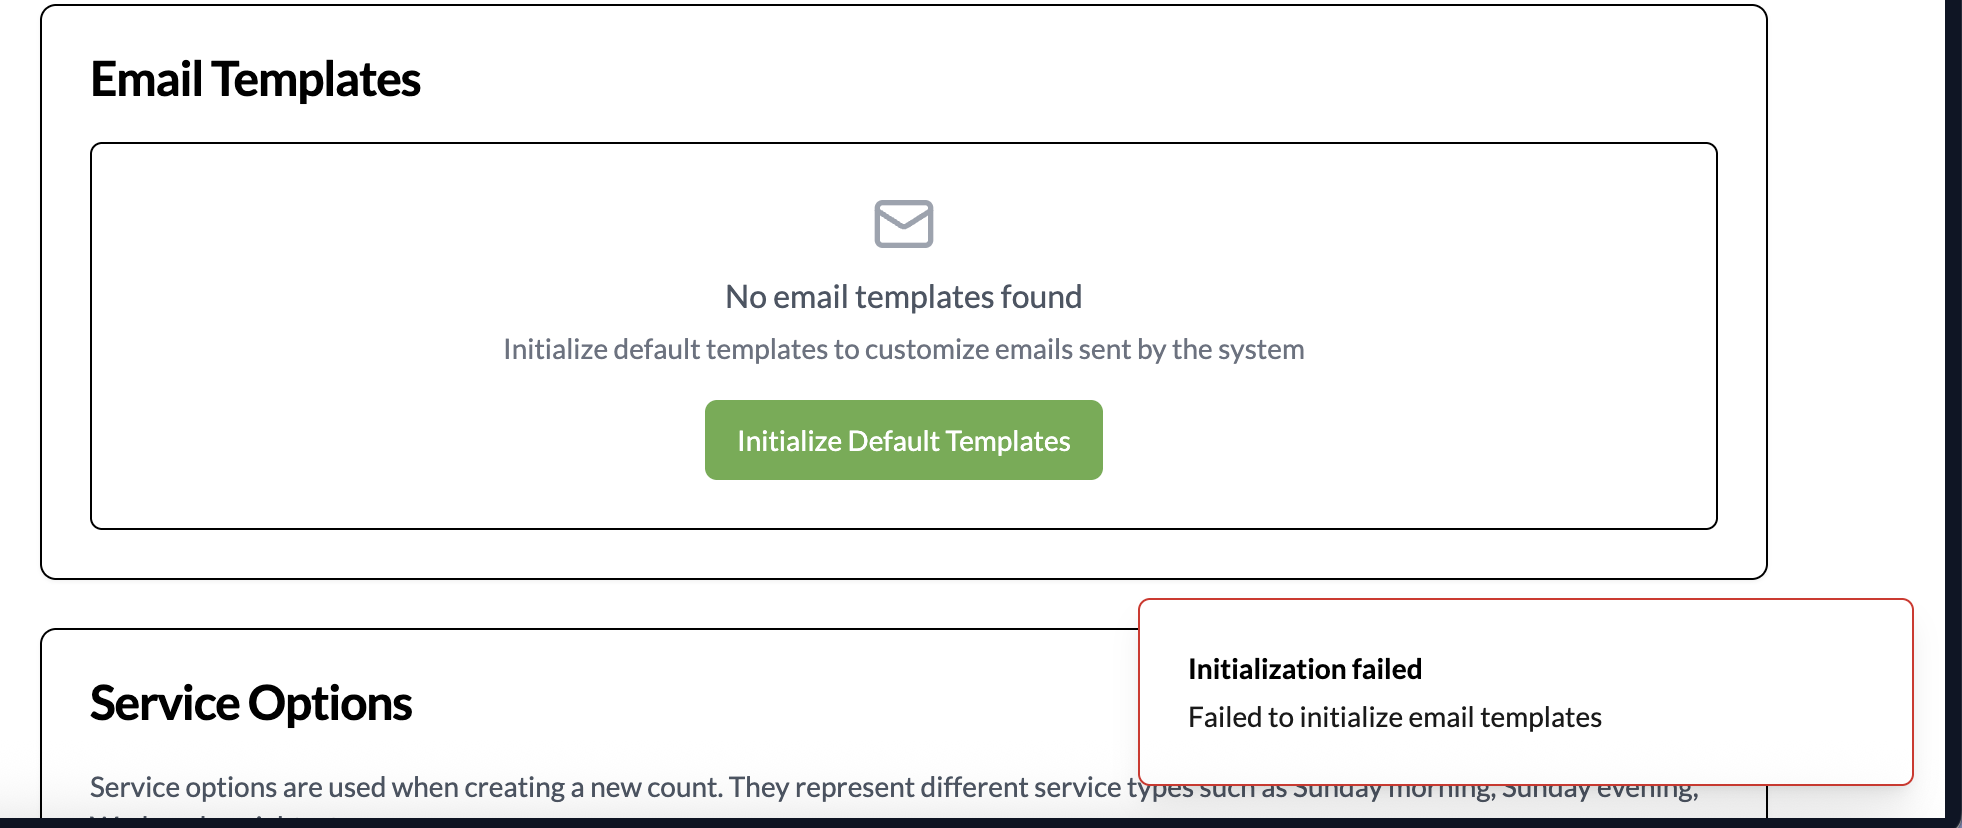 Email Templates
No email templates found
Initialize default templates to customize emails sent by the system
Initialize Default Templates
Initialization failed
Failed to initialize email templates
Service Options
Service options are used when creating a new count. They represent different service types such as Sunday morning, Sunday evening,